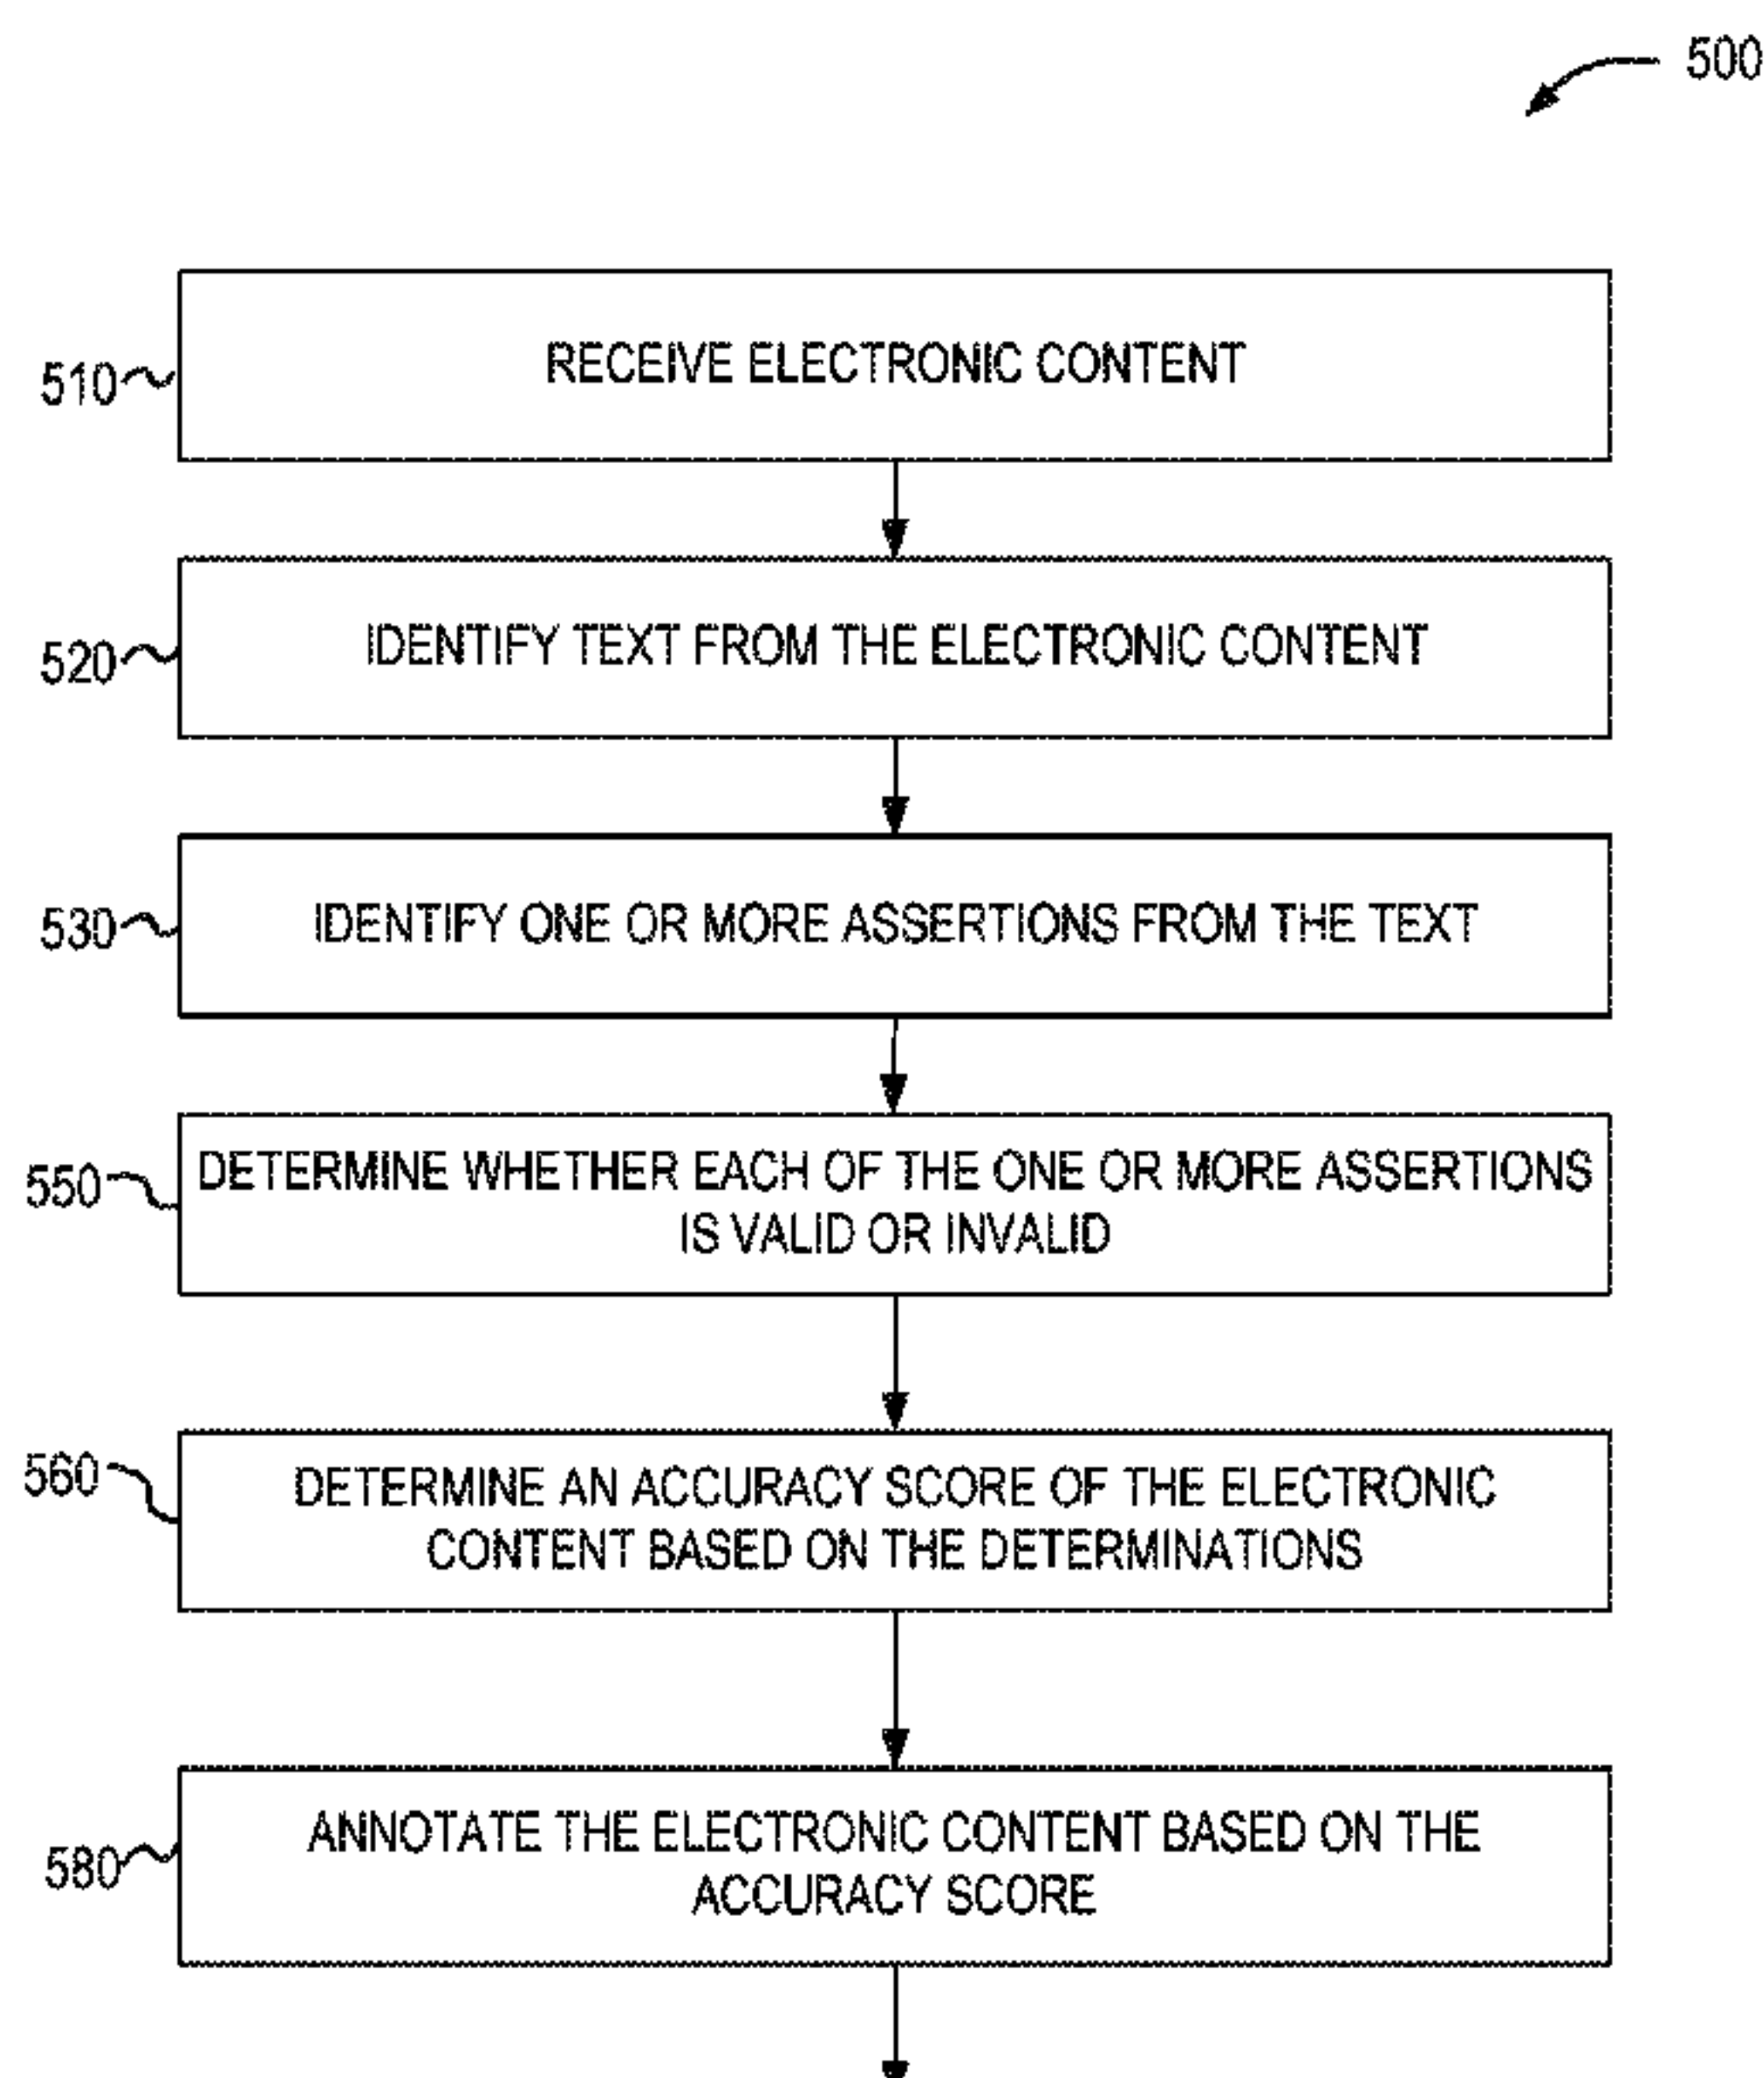 500
510
RECEIVE ELECTRONIC CONTENT
520
IDENTIFY TEXT FROM THE ELECTRONIC CONTENT
530
IDENTIFY ONE OR MORE ASSERTIONS FROM THE TEXT
550
DETERMINE WHETHER EACH OF THE ONE OR MORE ASSERTIONS
IS VALID OR INVALID
560
DETERMINE AN ACCURACY SCORE OF THE ELECTRONIC
CONTENT BASED ON THE DETERMINATIONS
580
ANNOTATE THE ELECTRONIC CONTENT BASED ON THE
ACCURACY SCORE